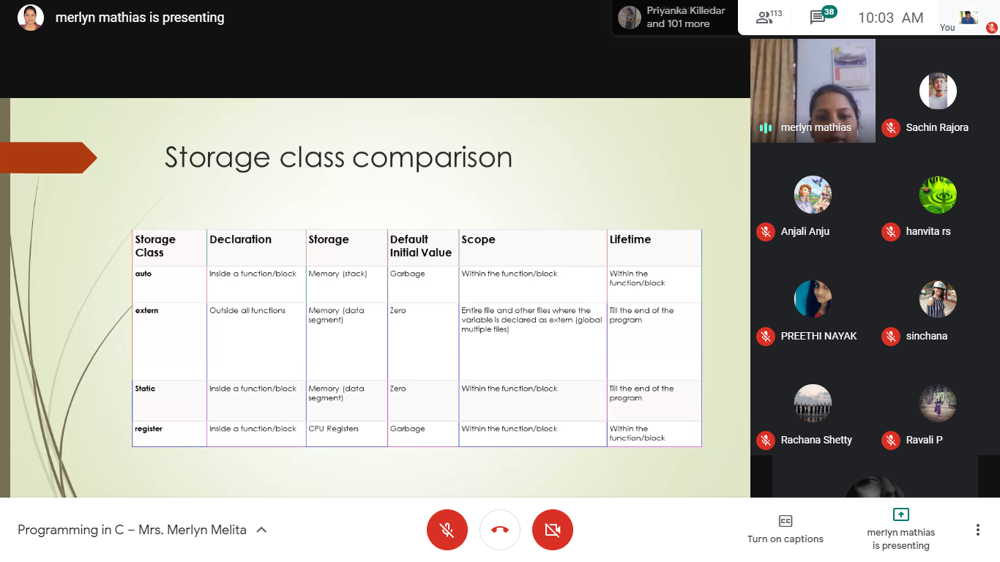 merlyn mathias is presenting
Priyanka Killedar
and 101 more
113
38
10:03 AM
You
merlyn mathias
Sachin Rajora
Anjali Anju
hanvita rs
PREETHI NAYAK
sinchana
Rachana Shetty
Ravali P
Storage class comparison
Storage Class Declaration Storage Default Initial Value Scope Lifetime
auto Inside a function/block Memory (stack) Garbage Within the function/block Within the function/block
extern Outside all functions Memory (data segment) Zero Entire file and other files where the variable is declared as extern (global multiple files) Till the end of the program
Static Inside a function/block Memory (data segment) Zero Within the function/block Till the end of the program
register Inside a function/block CPU Registers Garbage Within the function/block Within the function/block
Programming in C – Mrs. Merlyn Melita
CC
Turn on captions
merlyn mathias
is presenting